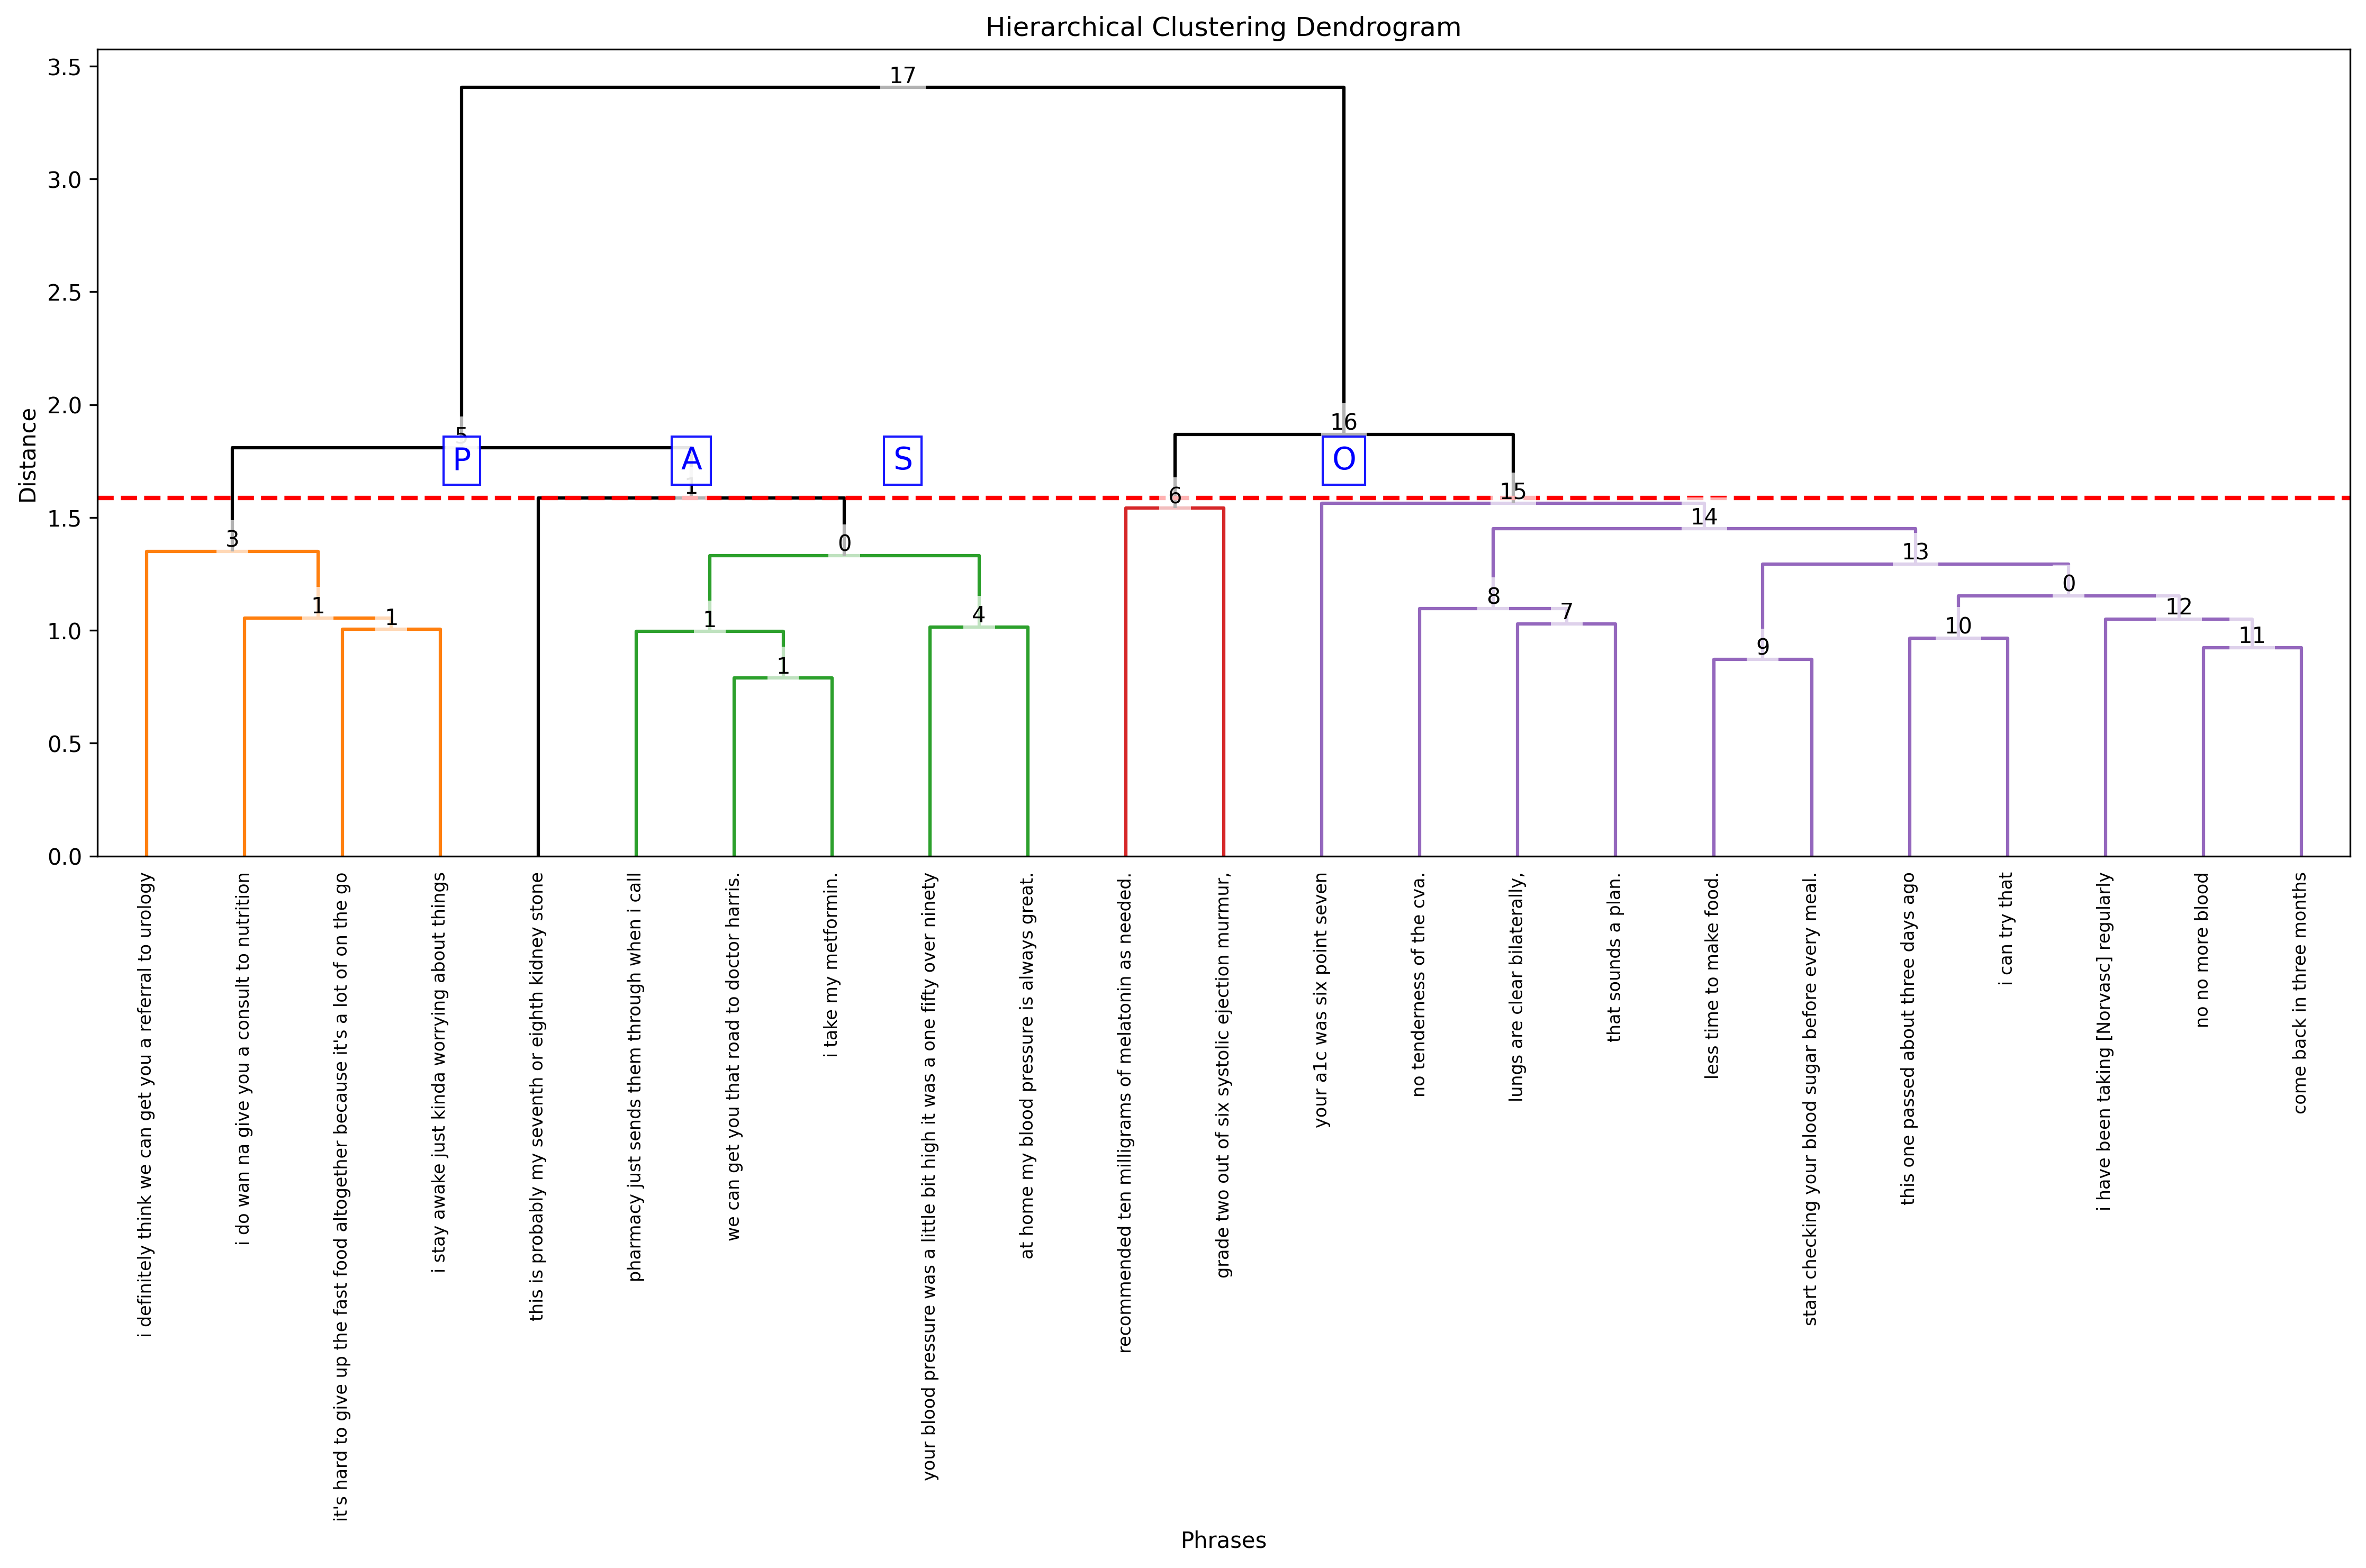 Hierarchical Clustering Dendrogram
3.5
3.0
2.5
2.0
1.5
1.0
0.5
0.0
Distance
17
16
5
P
A
S
O
1
6
15
14
3
0
13
0
1
1
1
4
8
7
12
10
11
9
1
i definitely think we can get you a referral to urology
i do wan na give you a consult to nutrition
it's hard to give up the fast food altogether because it's a lot of on the go
i stay awake just kinda worrying about things
this is probably my seventh or eighth kidney stone
pharmacy just sends them through when i call
we can get you that road to doctor harris.
i take my metformin.
your blood pressure was a little bit high it was a one fifty over ninety
at home my blood pressure is always great.
recommended ten milligrams of melatonin as needed.
grade two out of six systolic ejection murmur,
your a1c was six point seven
no tenderness of the cva.
lungs are clear bilaterally,
that sounds a plan.
less time to make food.
start checking your blood sugar before every meal.
this one passed about three days ago
i can try that
i have been taking [Norvasc] regularly
no no more blood
come back in three months
Phrases